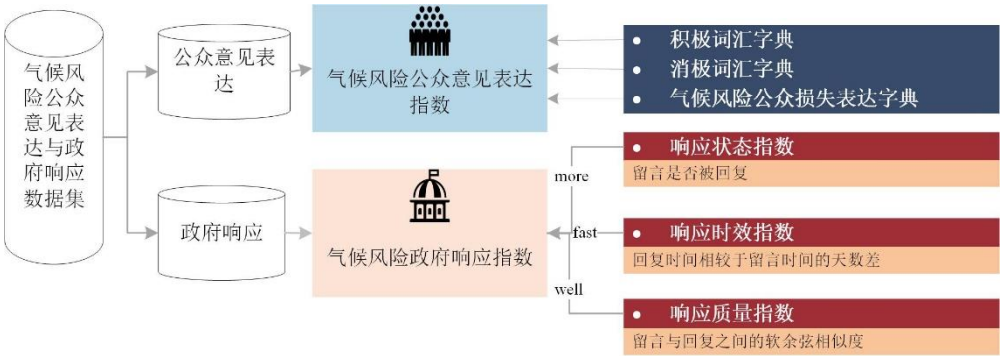 气候风
险公众
意见表
达与政
府响应
数据集
公众意见表
达
政府响应
气候风险公众意见表达
指数
气候风险政府响应指数
• 积极词汇字典
• 消极词汇字典
• 气候风险公众损失表达字典
more
fast
well
• 响应状态指数
留言是否被回复
• 响应时效指数
回复时间相较于留言时间的天数差
• 响应质量指数
留言与回复之间的软余弦相似度